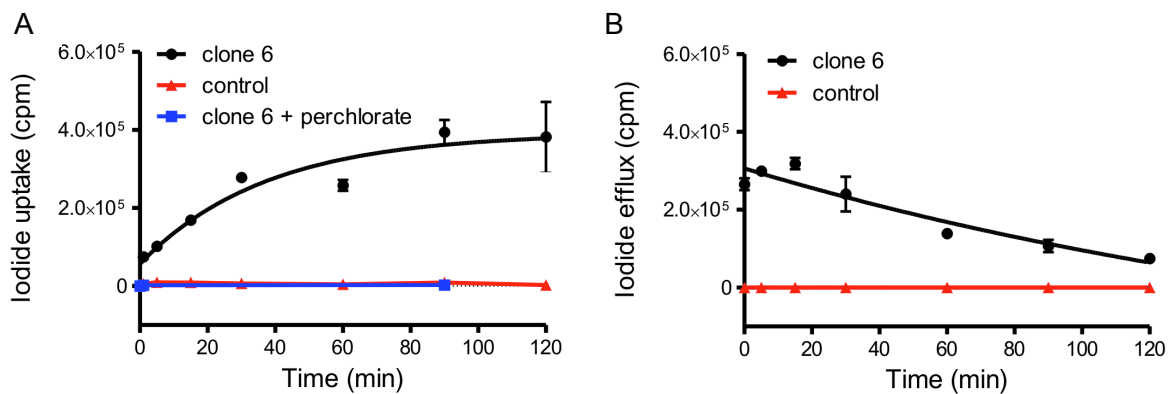 A
Iodide uptake (cpm)
6.0×10⁵
4.0×10⁵
2.0×10⁵
0
clone 6
control
clone 6 + perchlorate
0 20 40 60 80 100 120
Time (min)
B
Iodide efflux (cpm)
6.0×10⁵
4.0×10⁵
2.0×10⁵
0
clone 6
control
0 20 40 60 80 100 120
Time (min)